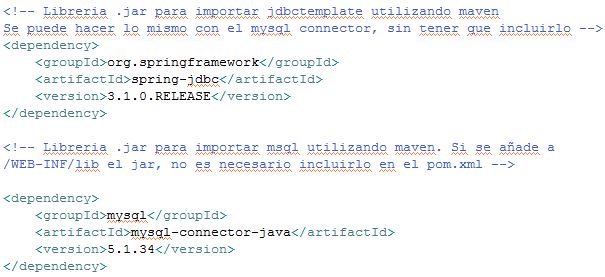 <!-- Libreria .jar para importar jdbctemplate utilizando maven
Se puede hacer lo mismo con el mysql connector, sin tener que incluirlo -->
<dependency>
<groupId>org.springframework</groupId>
<artifactId>spring-jdbc</artifactId>
<version>3.1.0.RELEASE</version>
</dependency>
<!-- Libreria .jar para importar msql utilizando maven. Si se añade a
/WEB-INF/lib el jar, no es necesario incluirlo en el pom.xml -->
<dependency>
<groupId>mysql</groupId>
<artifactId>mysql-connector-java</artifactId>
<version>5.1.34</version>
</dependency>